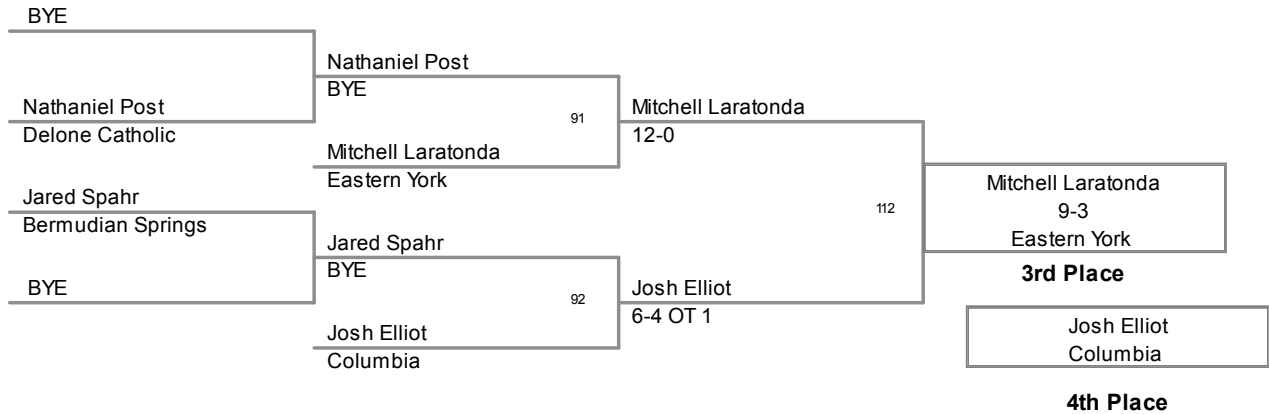 BYE
Nathaniel Post
BYE
Nathaniel Post
Delone Catholic
91
Mitchell Laratonda
12-0
Mitchell Laratonda
Eastern York
Mitchell Laratonda
9-3
Eastern York
3rd Place
112
Jared Spahr
Bermudian Springs
Jared Spahr
BYE
BYE
92
Josh Elliot
6-4 OT 1
Josh Elliot
Columbia
Josh Elliot
Columbia
4th Place